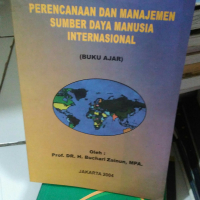 PERENCANAAN DAN MANAJEMEN
SUMBER DAYA MANUSIA
INTERNASIONAL
(BUKU AJAR)
Oleh :
Prof. DR. H. Buchari Zainun, MPA.
JAKARTA 2004